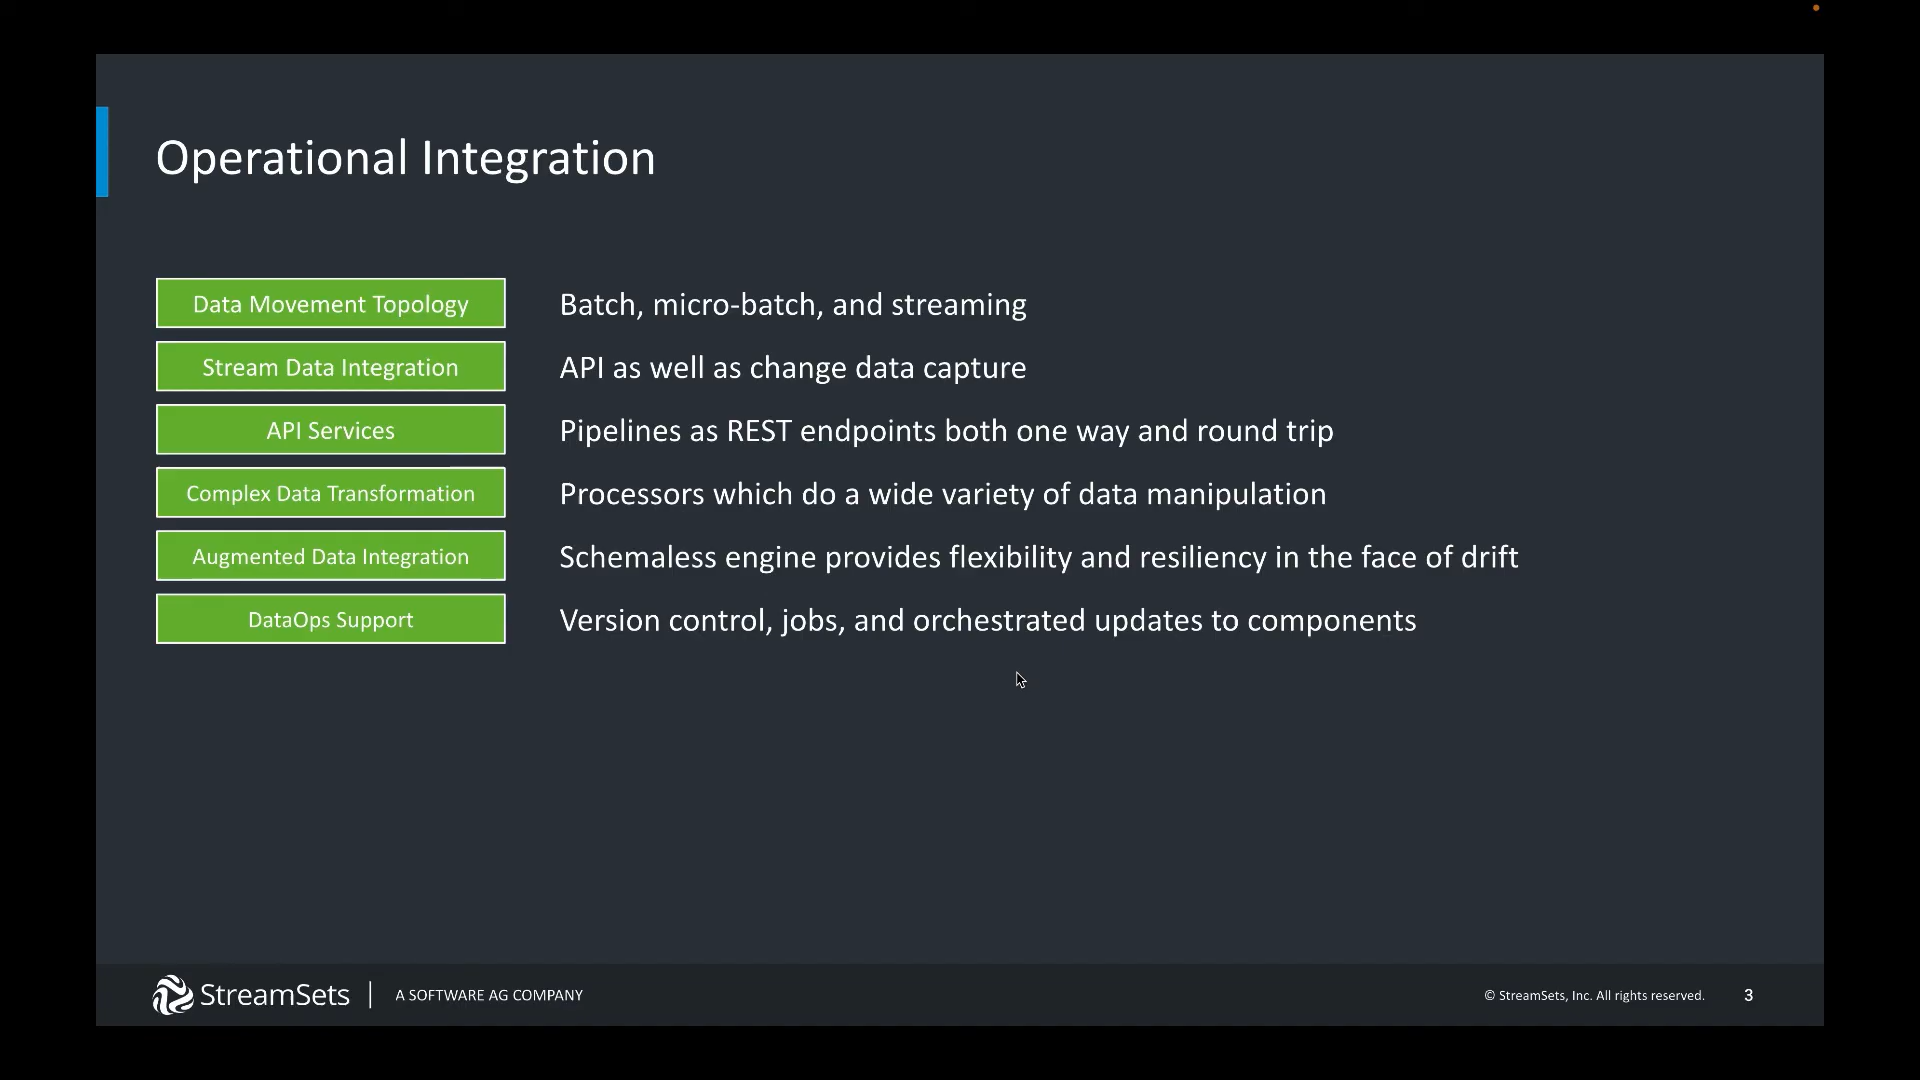 Operational Integration
Data Movement Topology
Batch, micro-batch, and streaming
Stream Data Integration
API as well as change data capture
API Services
Pipelines as REST endpoints both one way and round trip
Complex Data Transformation
Processors which do a wide variety of data manipulation
Augmented Data Integration
Schemaless engine provides flexibility and resiliency in the face of drift
DataOps Support
Version control, jobs, and orchestrated updates to components
StreamSets
A SOFTWARE AG COMPANY
© StreamSets, Inc. All rights reserved.
3